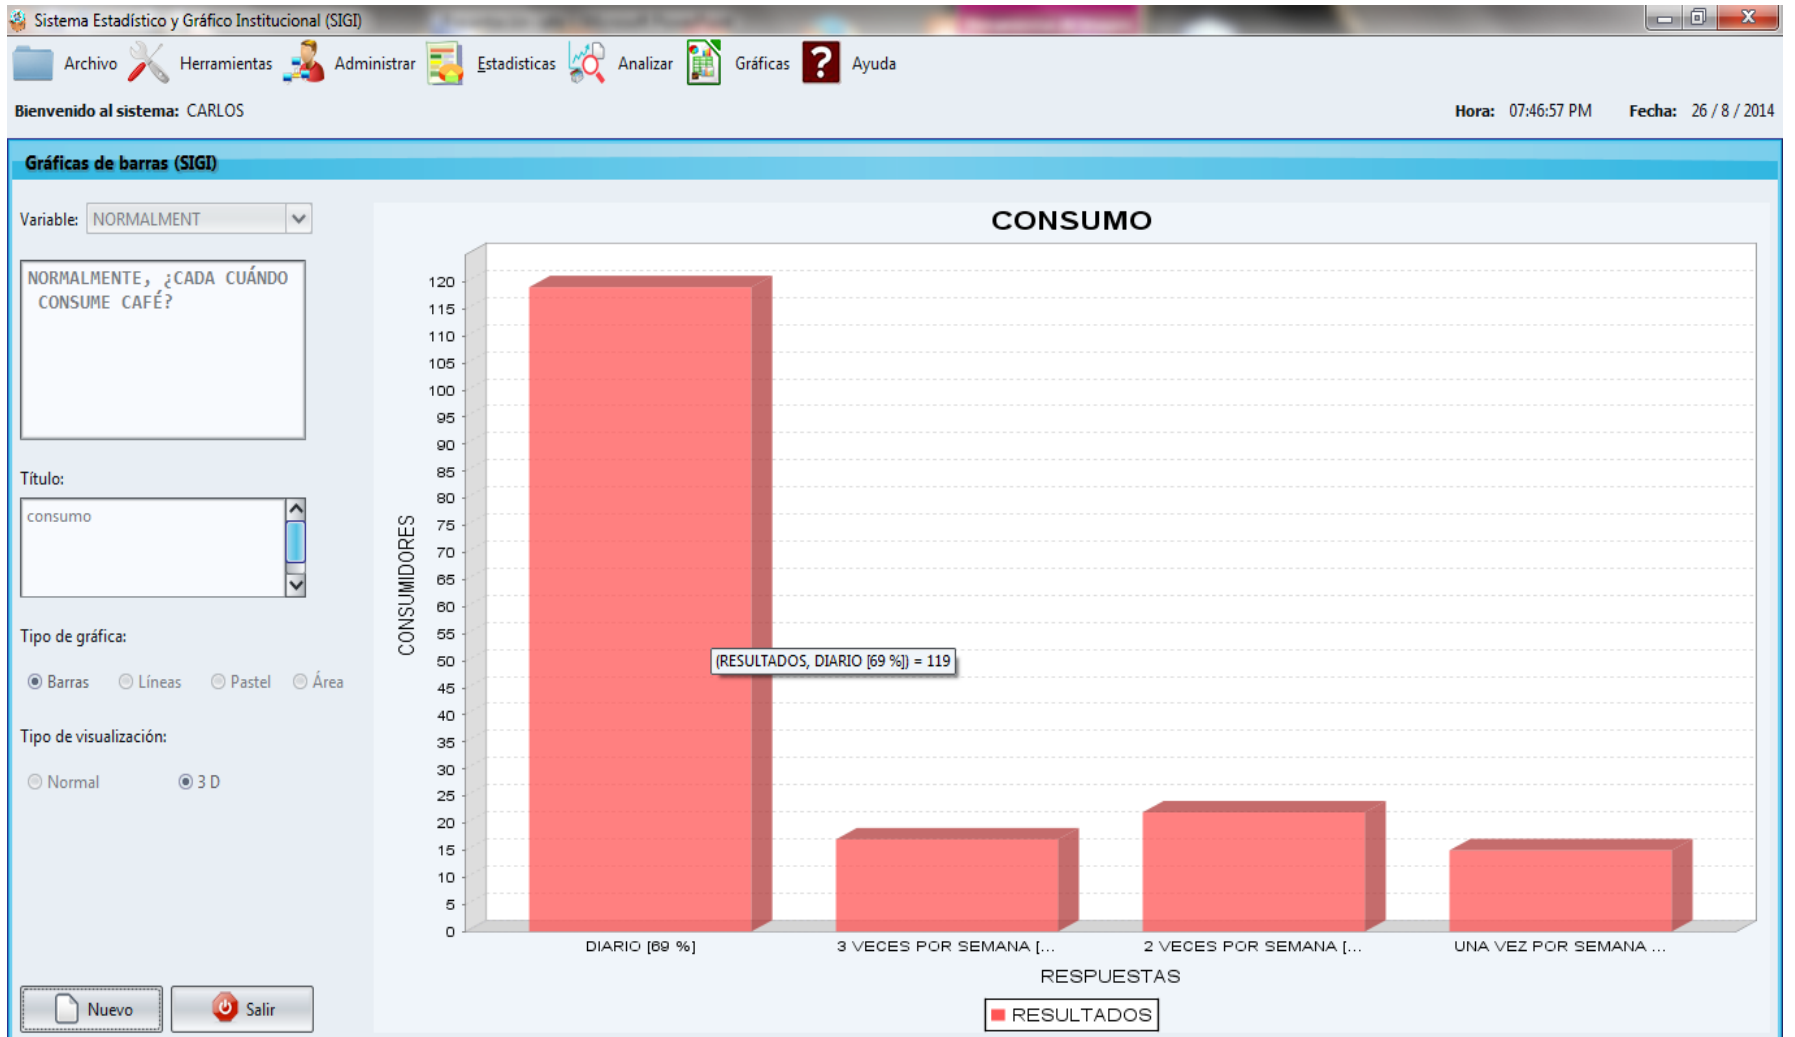 Sistema Estadístico y Gráfico Institucional (SIGI)
Archivo Herramientas Administrar Estadisticas Analizar Gráficas ? Ayuda
Bienvenido al sistema: CARLOS Hora: 07:46:57 PM Fecha: 26 / 8 / 2014
Gráficas de barras (SIGI)
Variable: NORMALMENT
NORMALMENTE, ¿CADA CUÁNDO
CONSUME CAFÉ?
Título:
consumo
Tipo de gráfica:
Barras Líneas Pastel Área
Tipo de visualización:
Normal 3 D
Nuevo Salir
CONSUMO
CONSUMIDORES
120
115
110
105
100
95
90
85
80
75
70
65
60
55
50
45
40
35
30
25
20
15
10
5
0
(RESULTADOS, DIARIO [69 %]) = 119
DIARIO [69 %] 3 VECES POR SEMANA [... 2 VECES POR SEMANA [... UNA VEZ POR SEMANA ...
RESPUESTAS
RESULTADOS